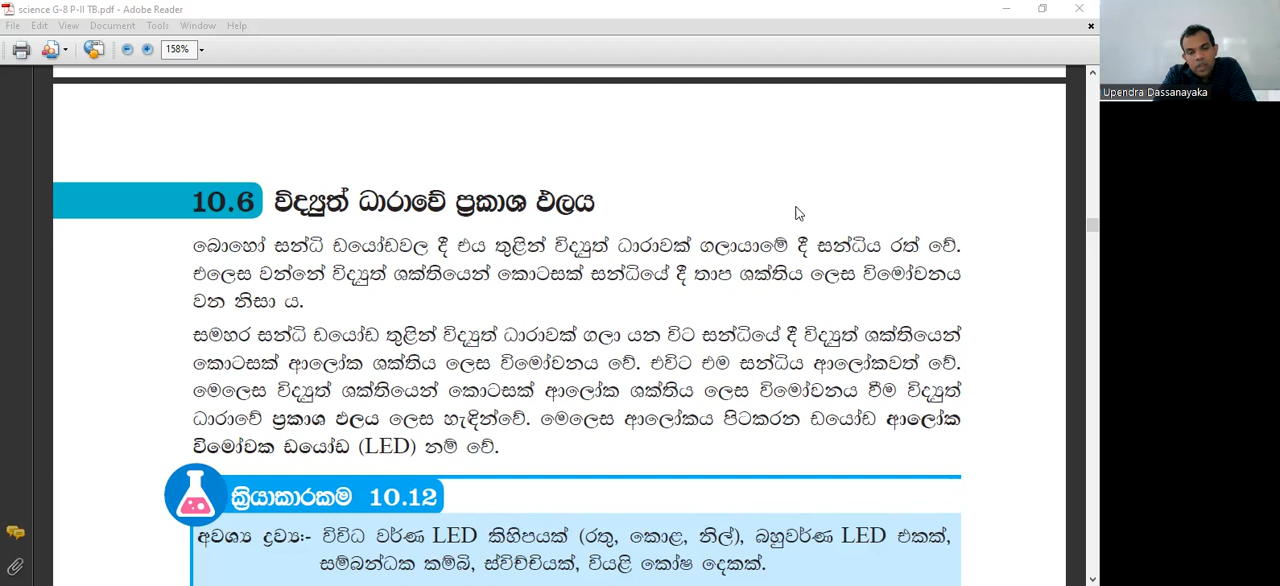 science G-8 P-II TB.pdf - Adobe Reader
File Edit View Document Tools Window Help
158%
Upendra Dassanayaka
10.6 විද්‍යුත් ධාරාවේ ප්‍රකාශ ඵලය
බොහෝ සන්ධි ඩයෝඩවල දී එය තුළින් විද්‍යුත් ධාරාවක් ගලායාමේ දී සන්ධිය රත් වේ.
එලෙස වන්නේ විද්‍යුත් ශක්තියෙන් කොටසක් සන්ධියේ දී තාප ශක්තිය ලෙස විමෝචනය
වන නිසා ය.
සමහර සන්ධි ඩයෝඩ තුළින් විද්‍යුත් ධාරාවක් ගලා යන විට සන්ධියේ දී විද්‍යුත් ශක්තියෙන්
කොටසක් ආලෝක ශක්තිය ලෙස විමෝචනය වේ. එවිට එම සන්ධිය ආලෝකවත් වේ.
මෙලෙස විද්‍යුත් ශක්තියෙන් කොටසක් ආලෝක ශක්තිය ලෙස විමෝචනය වීම විද්‍යුත්
ධාරාවේ ප්‍රකාශ ඵලය ලෙස හැඳින්වේ. මෙලෙස ආලෝකය පිටකරන ඩයෝඩ ආලෝක
විමෝචක ඩයෝඩ (LED) නම් වේ.
ක්‍රියාකාරකම 10.12
අවශ්‍ය ද්‍රව්‍ය:- විවිධ වර්ණ LED කිහිපයක් (රතු, කොළ, නිල්), බහුවර්ණ LED එකක්,
සම්බන්ධක කම්බි, ස්විච්චියක්, වියළි කෝෂ දෙකක්.